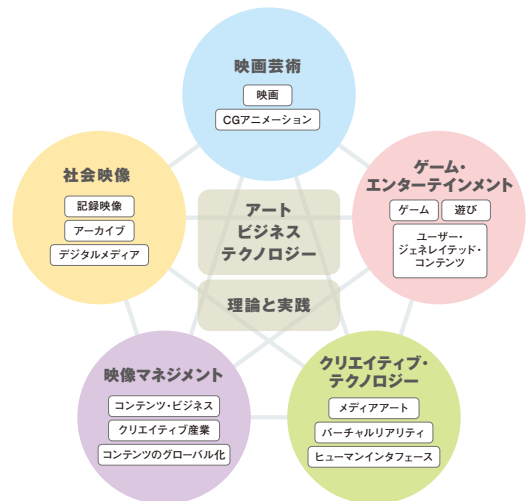 映画芸術
映画
CGアニメーション
社会映像
記録映像
アーカイブ
デジタルメディア
アート
ビジネス
テクノロジー
理論と実践
ゲーム・
エンターテインメント
ゲーム
遊び
ユーザー・
ジェネレイテッド・
コンテンツ
映像マネジメント
コンテンツ・ビジネス
クリエイティブ産業
コンテンツのグローバル化
クリエイティブ・
テクノロジー
メディアアート
バーチャルリアリティ
ヒューマンインタフェース